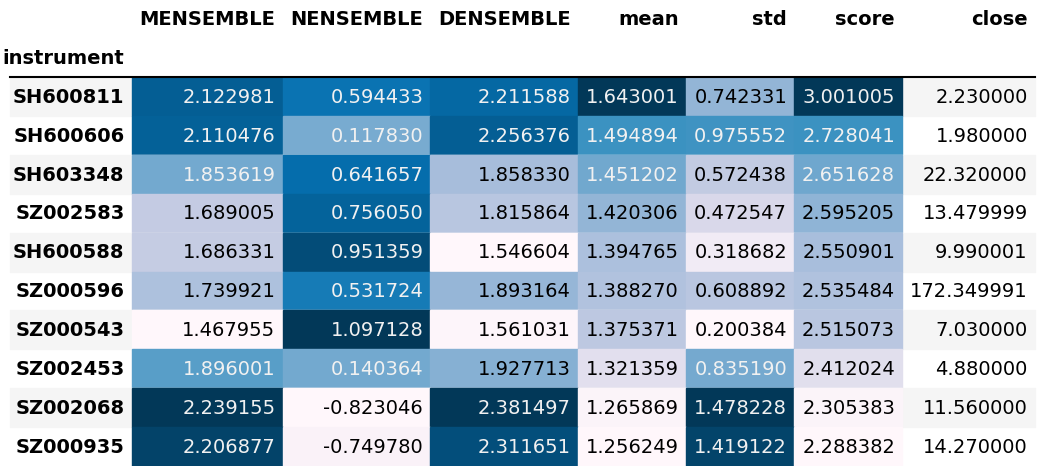 MENSEMBLE NENSEMBLE DENSEMBLE mean std score close
instrument
SH600811 2.122981 0.594433 2.211588 1.643001 0.742331 3.001005 2.230000
SH600606 2.110476 0.117830 2.256376 1.494894 0.975552 2.728041 1.980000
SH603348 1.853619 0.641657 1.858330 1.451202 0.572438 2.651628 22.320000
SZ002583 1.689005 0.756050 1.815864 1.420306 0.472547 2.595205 13.479999
SH600588 1.686331 0.951359 1.546604 1.394765 0.318682 2.550901 9.990001
SZ000596 1.739921 0.531724 1.893164 1.388270 0.608892 2.535484 172.349991
SZ000543 1.467955 1.097128 1.561031 1.375371 0.200384 2.515073 7.030000
SZ002453 1.896001 0.140364 1.927713 1.321359 0.835190 2.412024 4.880000
SZ002068 2.239155 -0.823046 2.381497 1.265869 1.478228 2.305383 11.560000
SZ000935 2.206877 -0.749780 2.311651 1.256249 1.419122 2.288382 14.270000